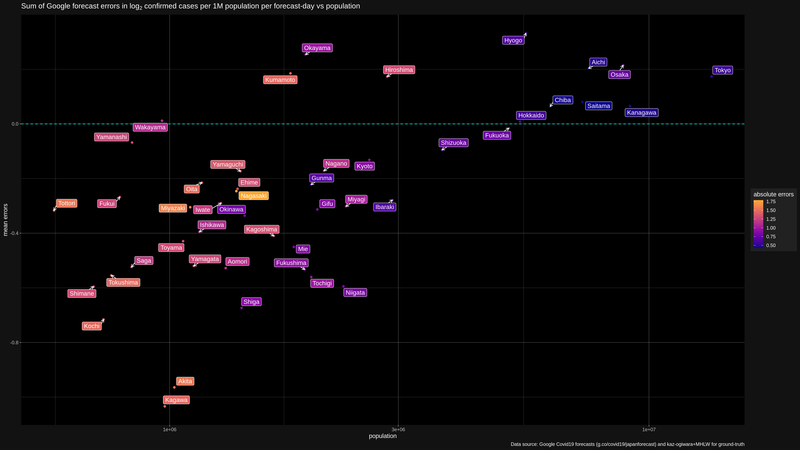 Sum of Google forecast errors in log2 confirmed cases per 1M population per forecast-day vs population
Hyogo
Okayama
Aichi
Hiroshima
Tokyo
Osaka
Kumamoto
Chiba
Saitama
Kanagawa
Hokkaido
0.0
Wakayama
Yamanashi
Fukuoka
Shizuoka
Yamaguchi
Nagano
Kyoto
Gunma
Ehime
Oita
Nagasaki
absolute errors
Tottori
Fukui
Miyazaki
Iwate
Okinawa
Gifu
Miyagi
Ibaraki
1.75
1.50
1.25
1.00
0.75
0.50
mean errors
Ishikawa
Kagoshima
-0.4
Toyama
Mie
Saga
Yamagata
Aomori
Fukushima
Tokushima
Tochigi
Shimane
Niigata
Shiga
Kochi
-0.8
Akita
Kagawa
1e+06
3e+06
1e+07
population
Data source: Google Covid19 forecasts (g.co/covid19/japanforecast) and kaz-ogiwara+MHLW for ground-truth